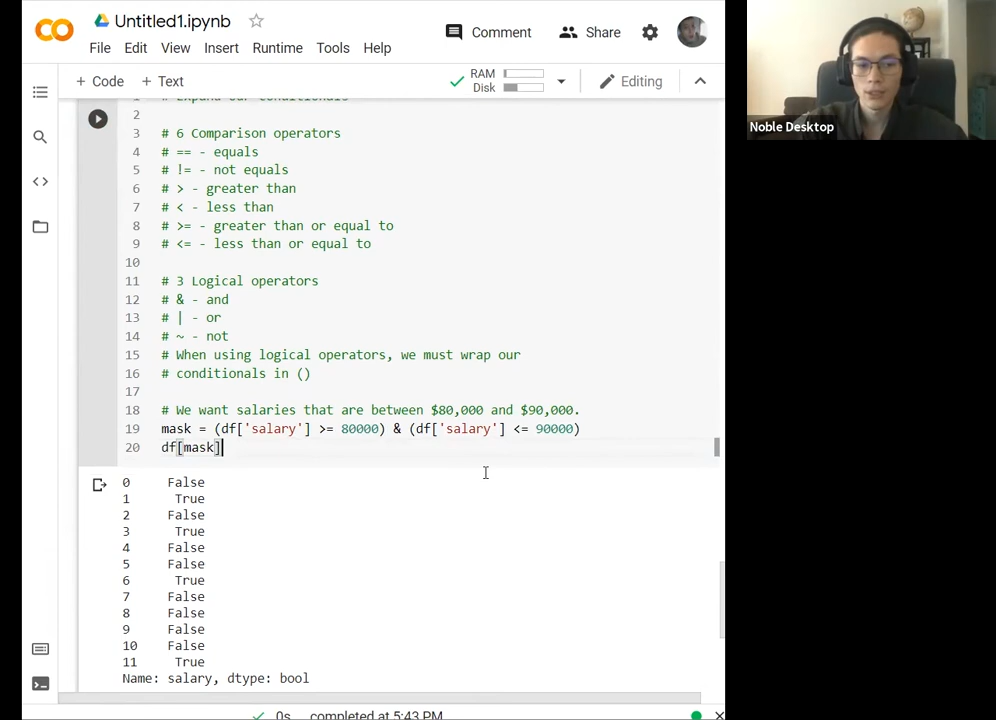 Untitled1.ipynb
File Edit View Insert Runtime Tools Help
Comment Share
+ Code + Text
RAM
Disk
Editing
1 # Expand our conditionals
2
3 # 6 Comparison operators
4 # == - equals
5 # != - not equals
6 # > - greater than
7 # < - less than
8 # >= - greater than or equal to
9 # <= - less than or equal to
10
11 # 3 Logical operators
12 # & - and
13 # | - or
14 # ~ - not
15 # When using logical operators, we must wrap our
16 # conditionals in ()
17
18 # We want salaries that are between $80,000 and $90,000.
19 mask = (df['salary'] >= 80000) & (df['salary'] <= 90000)
20 df[mask]
0 False
1 True
2 False
3 True
4 False
5 False
6 True
7 False
8 False
9 False
10 False
11 True
Name: salary, dtype: bool
0s completed at 5:43 PM
Noble Desktop